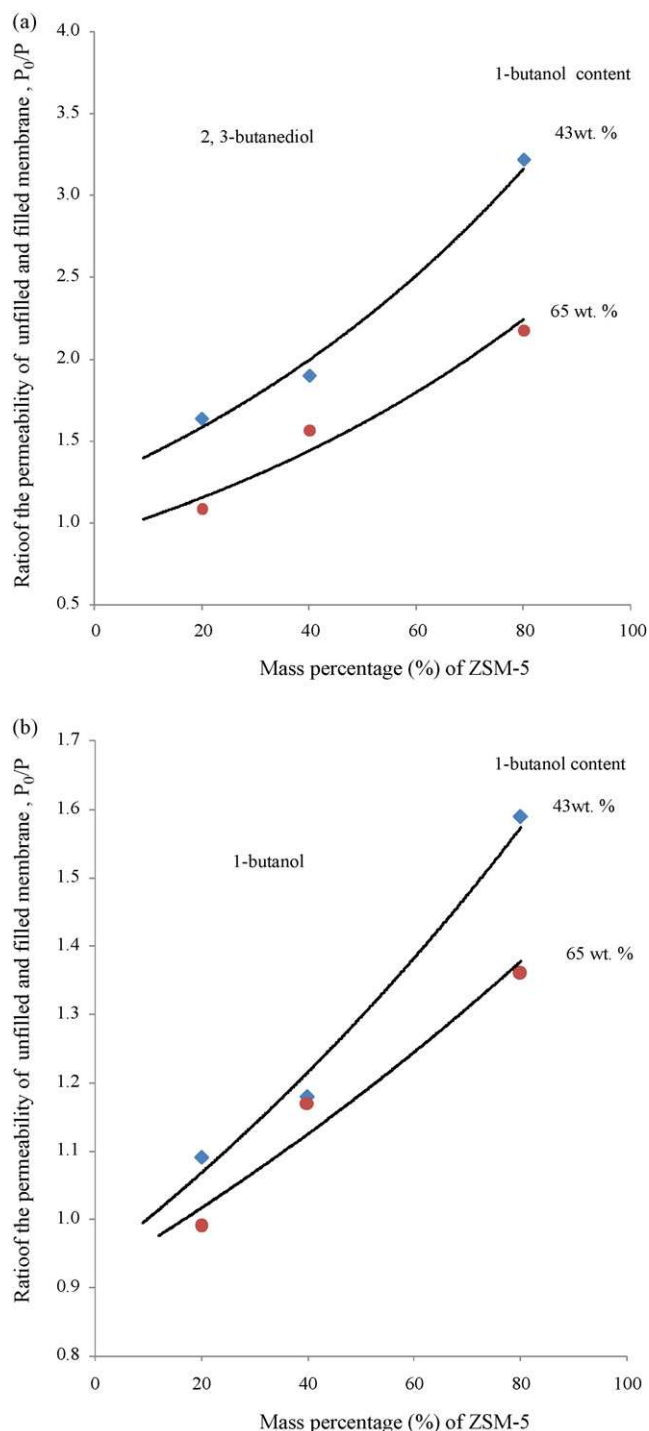 (a)
Ratioof the permeability of unfilled and filled membrane , P0/P
4.0
3.5
3.0
2.5
2.0
1.5
1.0
0.5
1-butanol content
2, 3-butanediol
43wt. %
65 wt. %
0 20 40 60 80 100
Mass percentage (%) of ZSM-5
(b)
Ratioof the permeability of unfilled and filled membrane , P0/P
1.7
1.6
1.5
1.4
1.3
1.2
1.1
1.0
0.9
0.8
1-butanol content
43wt. %
1-butanol
65 wt. %
0 20 40 60 80 100
Mass percentage (%) of ZSM-5